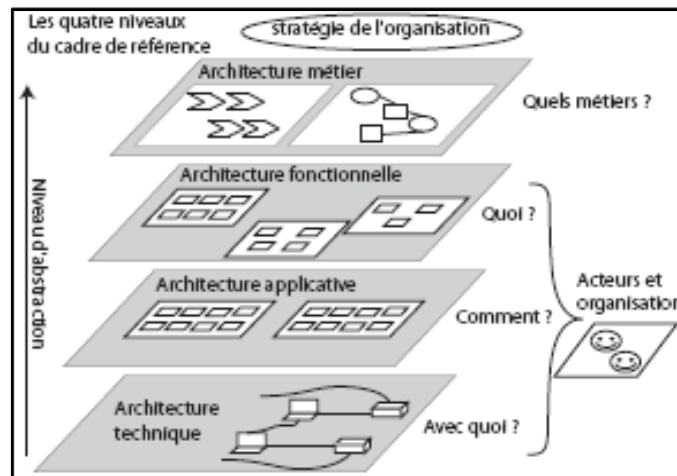 Les quatre niveaux
du cadre de référence
stratégie de l'organisation
Architecture métier
Quels métiers ?
Architecture fonctionnelle
Quoi ?
Architecture applicative
Comment ?
Acteurs et
organisation
Architecture
technique
Avec quoi ?
Niveau d'abstraction